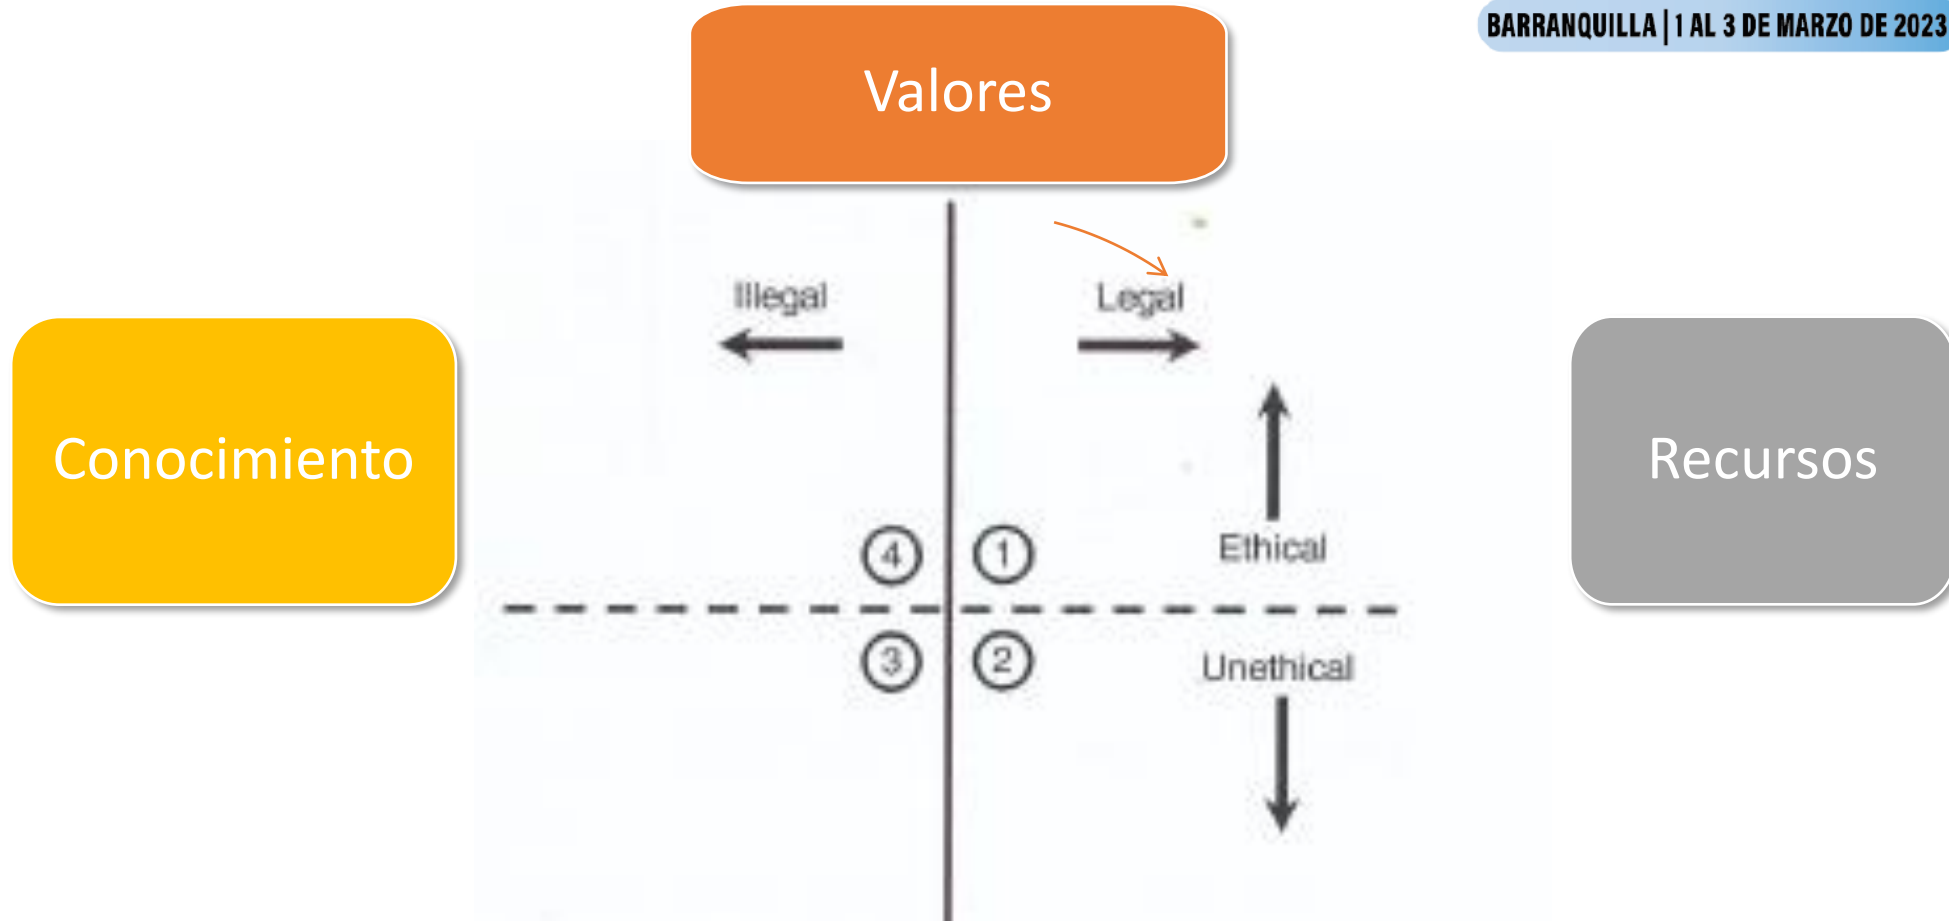 BARRANQUILLA | 1 AL 3 DE MARZO DE 2023
Valores
Illegal
Legal
Conocimiento
Recursos
Ethical
4
1
3
2
Unethical